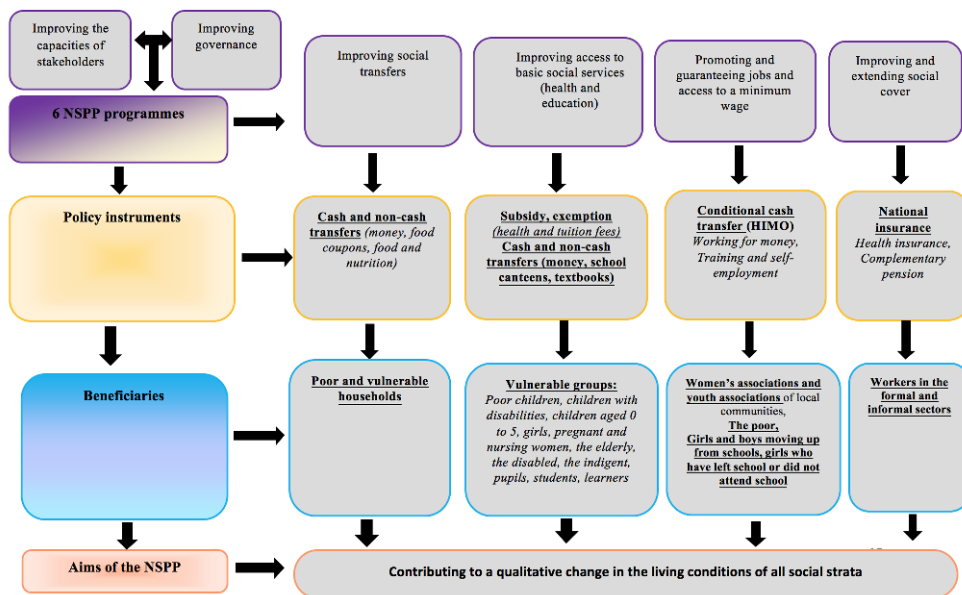 Improving the
capacities of
stakeholders
Improving
governance
Improving social
transfers
Improving access to
basic social services
(health and
education)
Promoting and
guaranteeing jobs and
access to a minimum
wage
Improving and
extending social
cover
6 NSPP programmes
Policy instruments
Cash and non-cash
transfers (money, food
coupons, food and
nutrition)
Subsidy, exemption
(health and tuition fees)
Cash and non-cash
transfers (money, school
canteens, textbooks)
Conditional cash
transfer (HIMO)
Working for money,
Training and self-
employment
National
insurance
Health insurance,
Complementary
pension
Beneficiaries
Poor and vulnerable
households
Vulnerable groups:
Poor children, children with
disabilities, children aged 0
to 5, girls, pregnant and
nursing women, the elderly,
the disabled, the indigent,
pupils, students, learners
Women's associations and
youth associations of local
communities,
The poor,
Girls and boys moving up
from schools, girls who
have left school or did not
attend school
Workers in the
formal and
informal sectors
Aims of the NSPP
Contributing to a qualitative change in the living conditions of all social strata